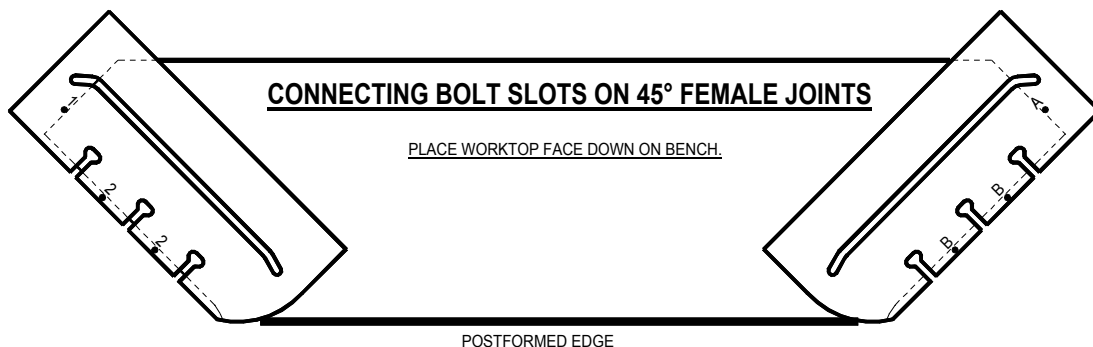 CONNECTING BOLT SLOTS ON 45° FEMALE JOINTS
PLACE WORKTOP FACE DOWN ON BENCH.
1
2
2
A
B
B
POSTFORMED EDGE